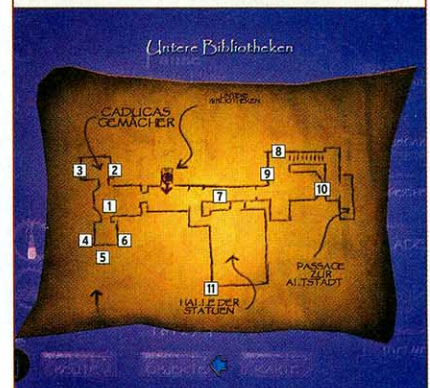 Untere Bibliotheken
CADUCAS
GEMÄCHER
UNTERE
BIBLIOTHEKEN
3
2
8
9
1
7
10
4
6
5
11
PASSAGE
ZUR
ALTSTADT
HALLE DER
STATUEN
KARTE